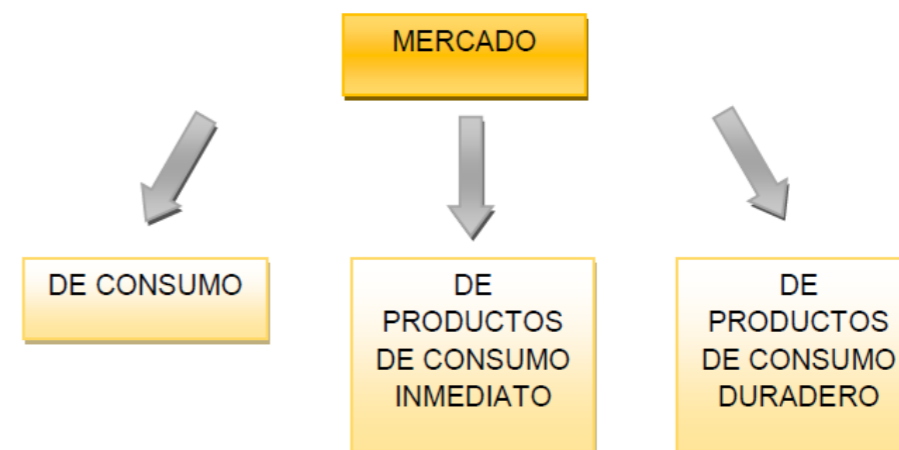 MERCADO
DE CONSUMO
DE
PRODUCTOS
DE CONSUMO
INMEDIATO
DE
PRODUCTOS
DE CONSUMO
DURADERO